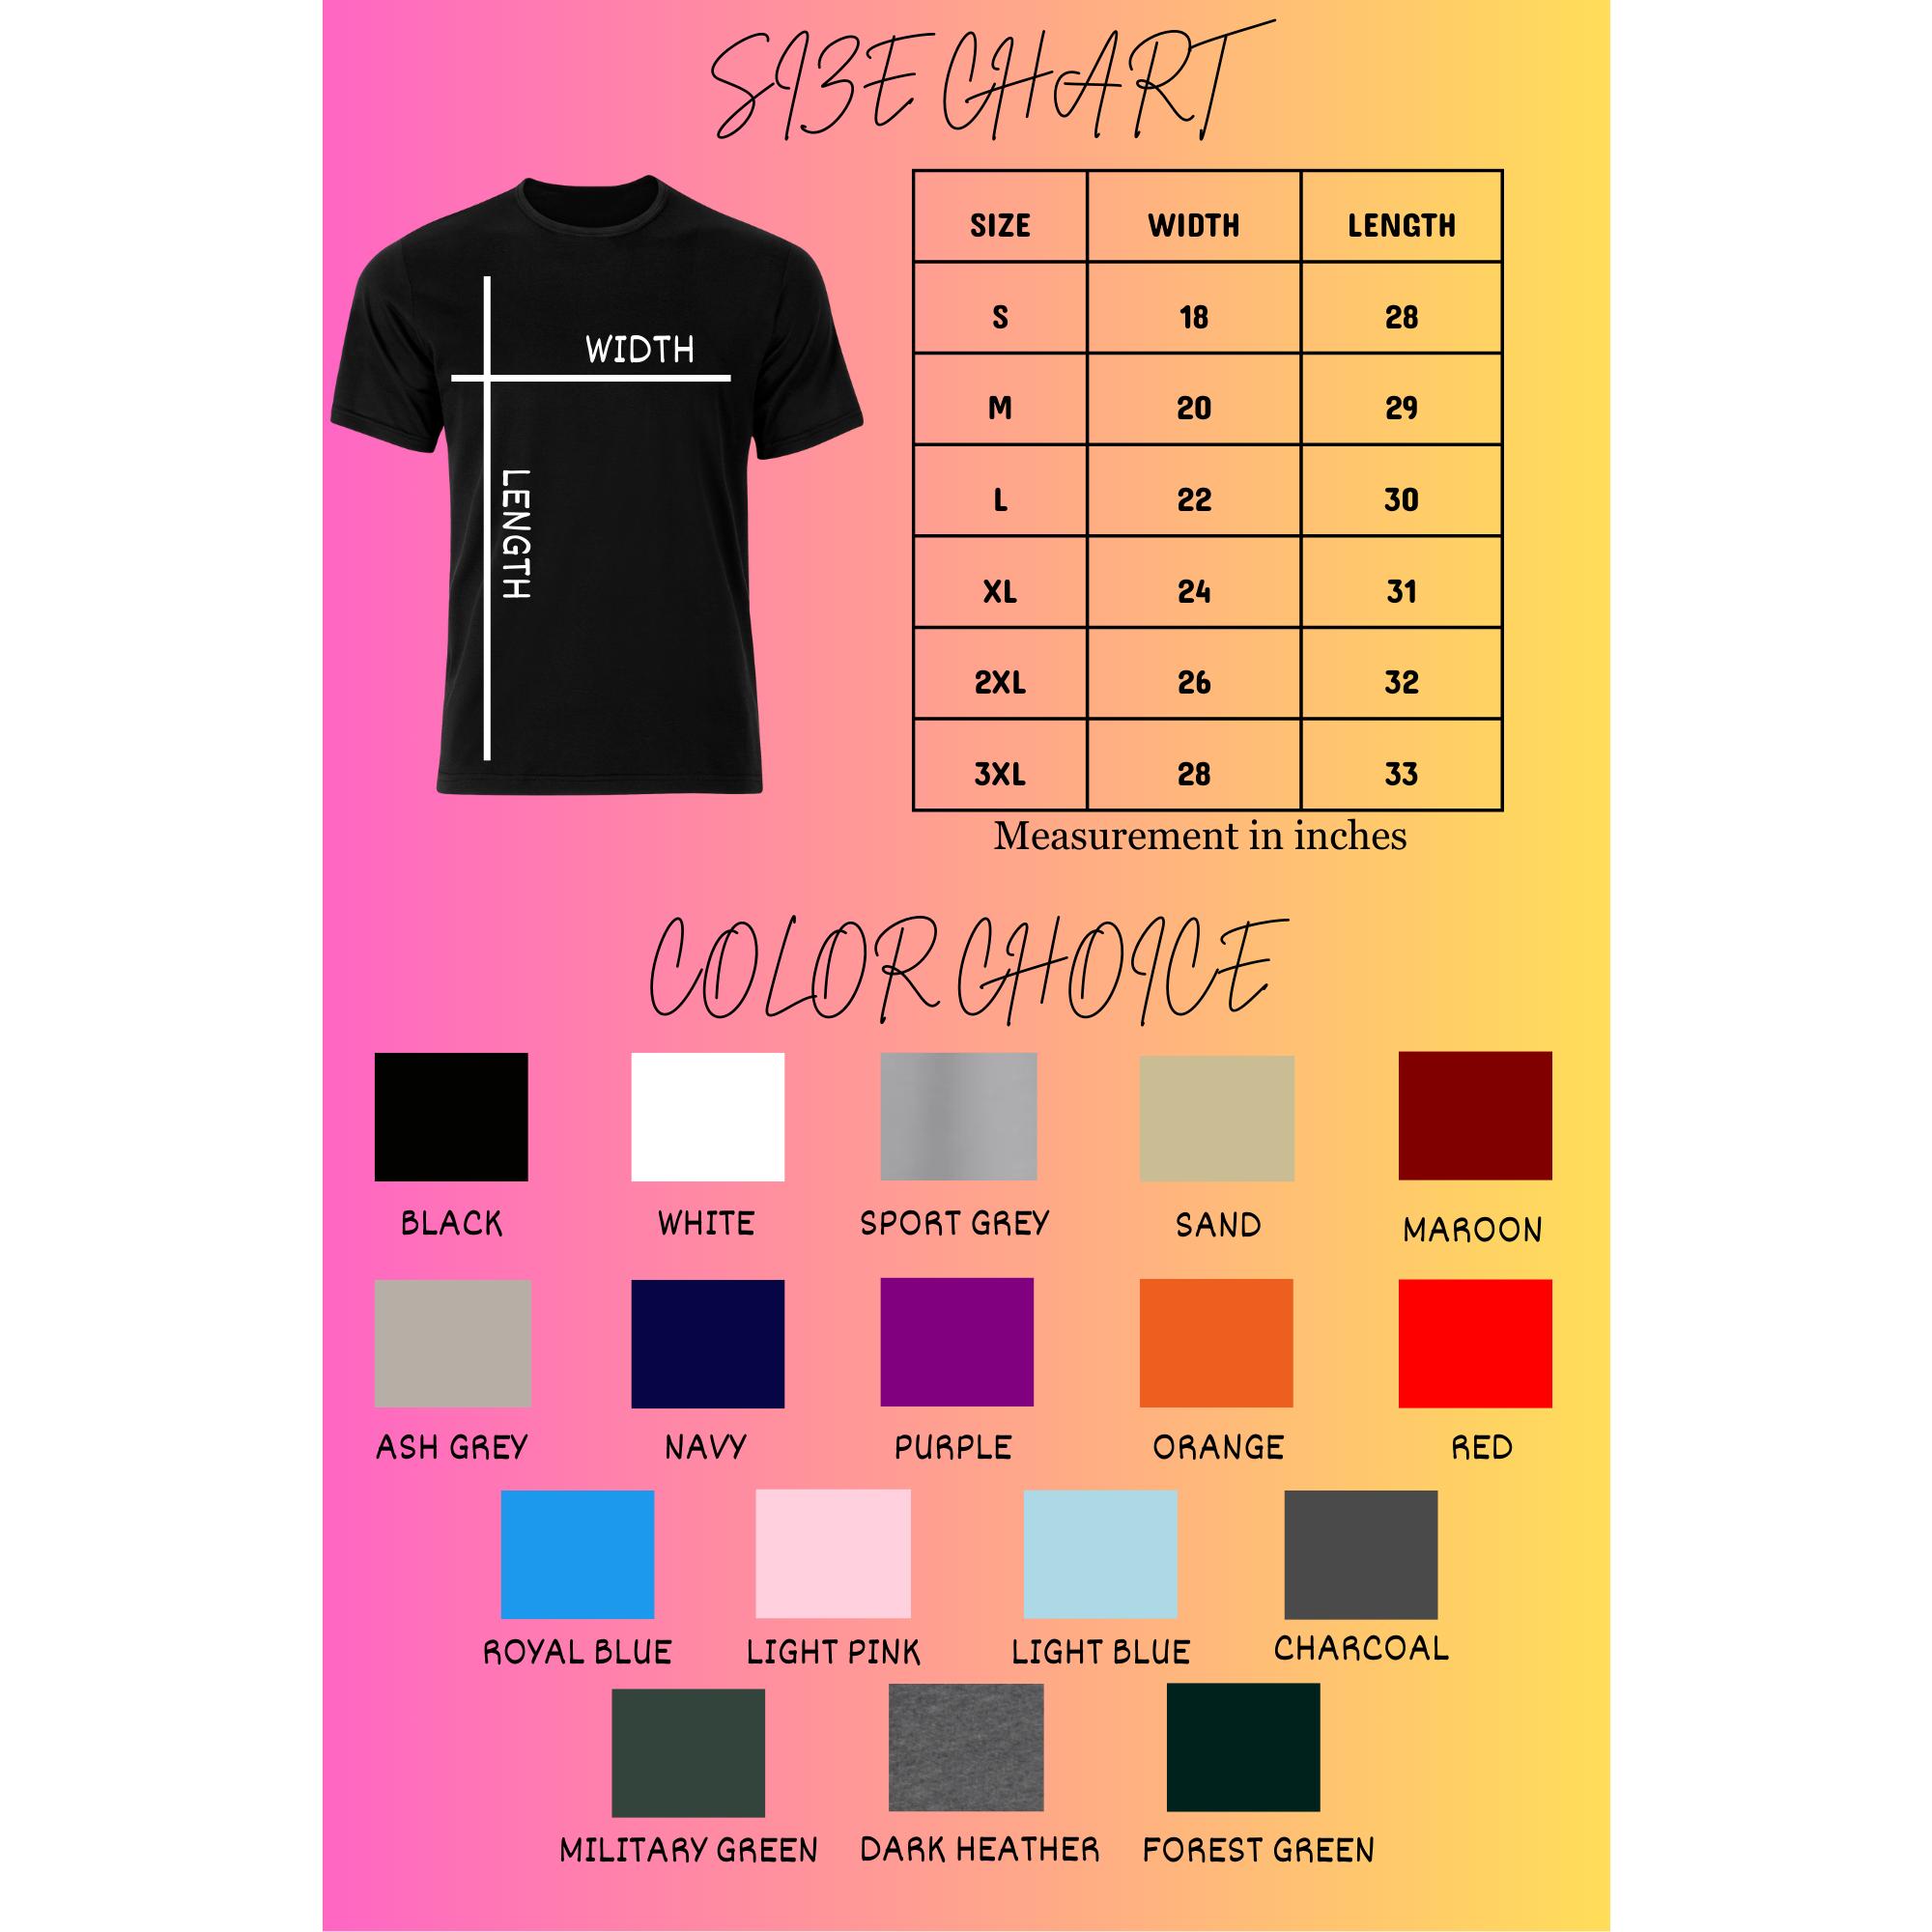 SIZE CHART
WIDTH
LENGTH
SIZE WIDTH LENGTH
S 18 28
M 20 29
L 22 30
XL 24 31
2XL 26 32
3XL 28 33
Measurement in inches
COLOR CHOICE
BLACK WHITE SPORT GREY SAND MAROON
ASH GREY NAVY PURPLE ORANGE RED
ROYAL BLUE LIGHT PINK LIGHT BLUE CHARCOAL
MILITARY GREEN DARK HEATHER FOREST GREEN